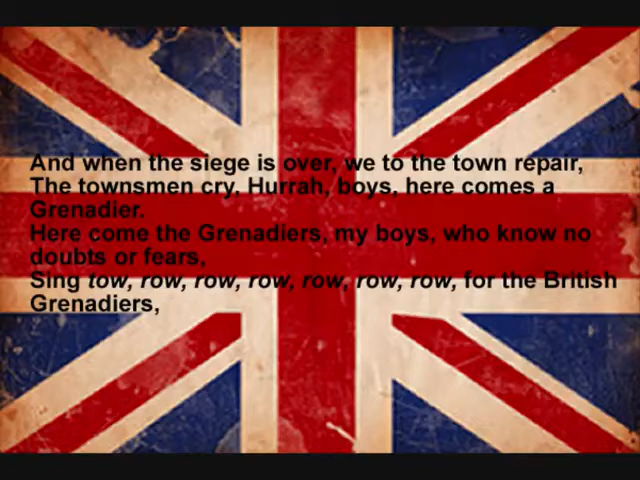 And when the siege is over, we to the town repair,
The townsmen cry, Hurrah, boys, here comes a
Grenadier.
Here come the Grenadiers, my boys, who know no
doubts or fears,
Sing tow, row, row, row, row, row, row, for the British
Grenadiers,